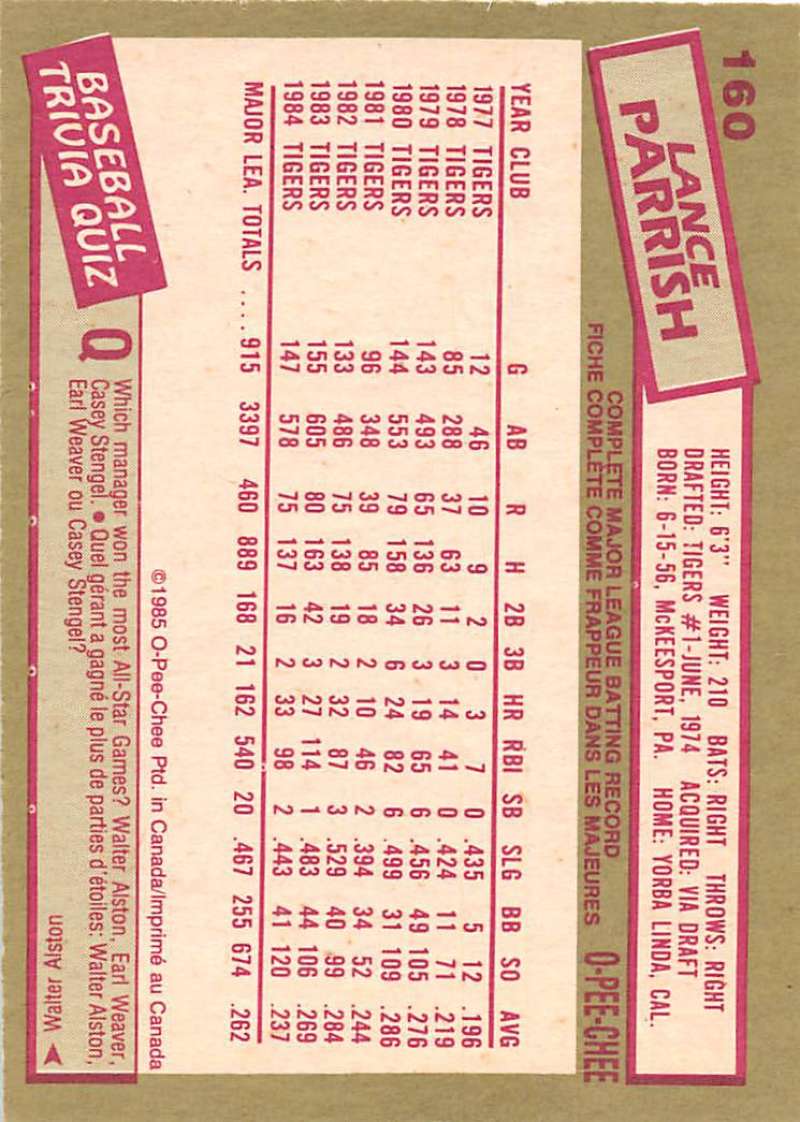 160
LANCE
PARRISH
HEIGHT: 6'3" WEIGHT: 210 BATS: RIGHT THROWS: RIGHT
DRAFTED: TIGERS #1-JUNE, 1974 ACQUIRED: VIA DRAFT
BORN: 6-15-56, McKEESPORT, PA. HOME: YORBA LINDA, CAL.
COMPLETE MAJOR LEAGUE BATTING RECORD
FICHE COMPLÈTE COMME FRAPPEUR DANS LES MAJEURES O-PEE-CHEE
YEAR CLUB G AB R H 2B 3B HR RBI SB SLG BB SO AVG
1977 TIGERS 12 46 10 9 2 0 3 7 0 .435 5 12 .196
1978 TIGERS 85 288 37 63 11 3 14 41 0 .424 11 71 .219
1979 TIGERS 143 493 65 136 26 3 19 65 6 .456 49 105 .276
1980 TIGERS 144 553 79 158 34 6 24 82 6 .499 31 109 .286
1981 TIGERS 96 348 39 85 18 2 10 46 2 .394 34 52 .244
1982 TIGERS 133 486 75 138 19 2 32 87 3 .529 40 99 .284
1983 TIGERS 155 605 80 163 42 3 27 114 1 .483 44 106 .269
1984 TIGERS 147 578 75 137 16 2 33 98 2 .443 41 120 .237
MAJOR LEA. TOTALS .... 915 3397 460 889 168 21 162 540 20 .467 255 674 .262
©1985 O-Pee-Chee Ptd. in Canada/Imprimé au Canada
BASEBALL
TRIVIA QUIZ
Q Which manager won the most All-Star Games? Walter Alston, Earl Weaver,
Casey Stengel. • Quel gérant a gagné le plus de parties d'étoiles: Walter Alston,
Earl Weaver ou Casey Stengel?
Walter Alston